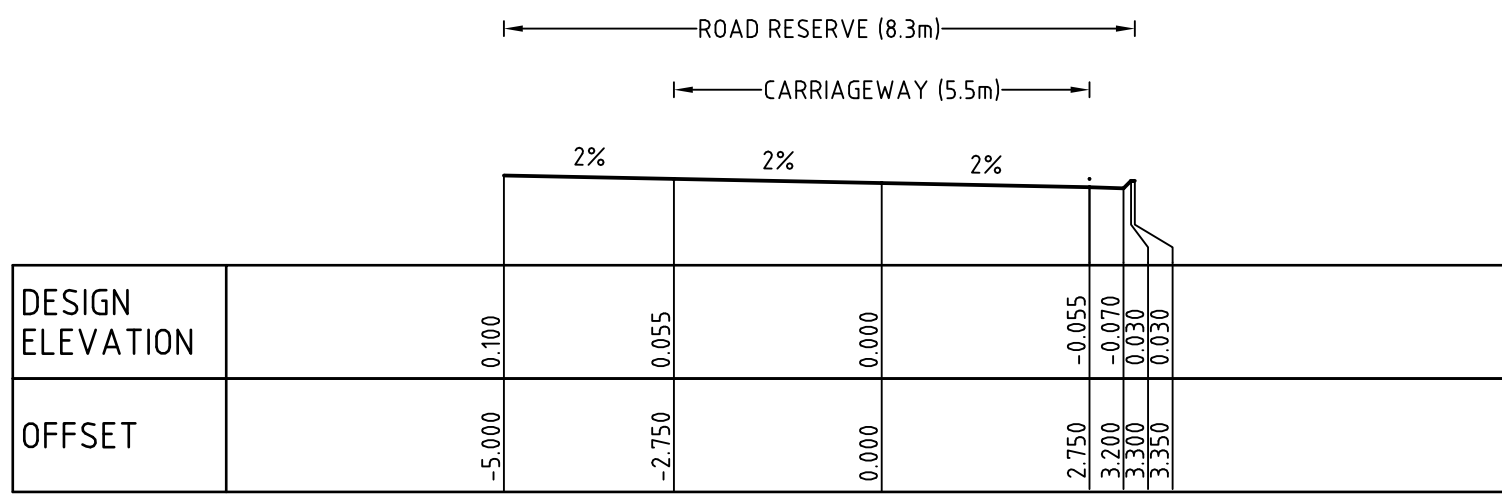 ROAD RESERVE (8.3m)
CARRIAGEWAY (5.5m)
2% 2% 2%
DESIGN
ELEVATION
0.100 0.055 0.000 -0.055 -0.070 0.030 0.030
OFFSET
-5.000 -2.750 0.000 2.750 3.200 3.300 3.350